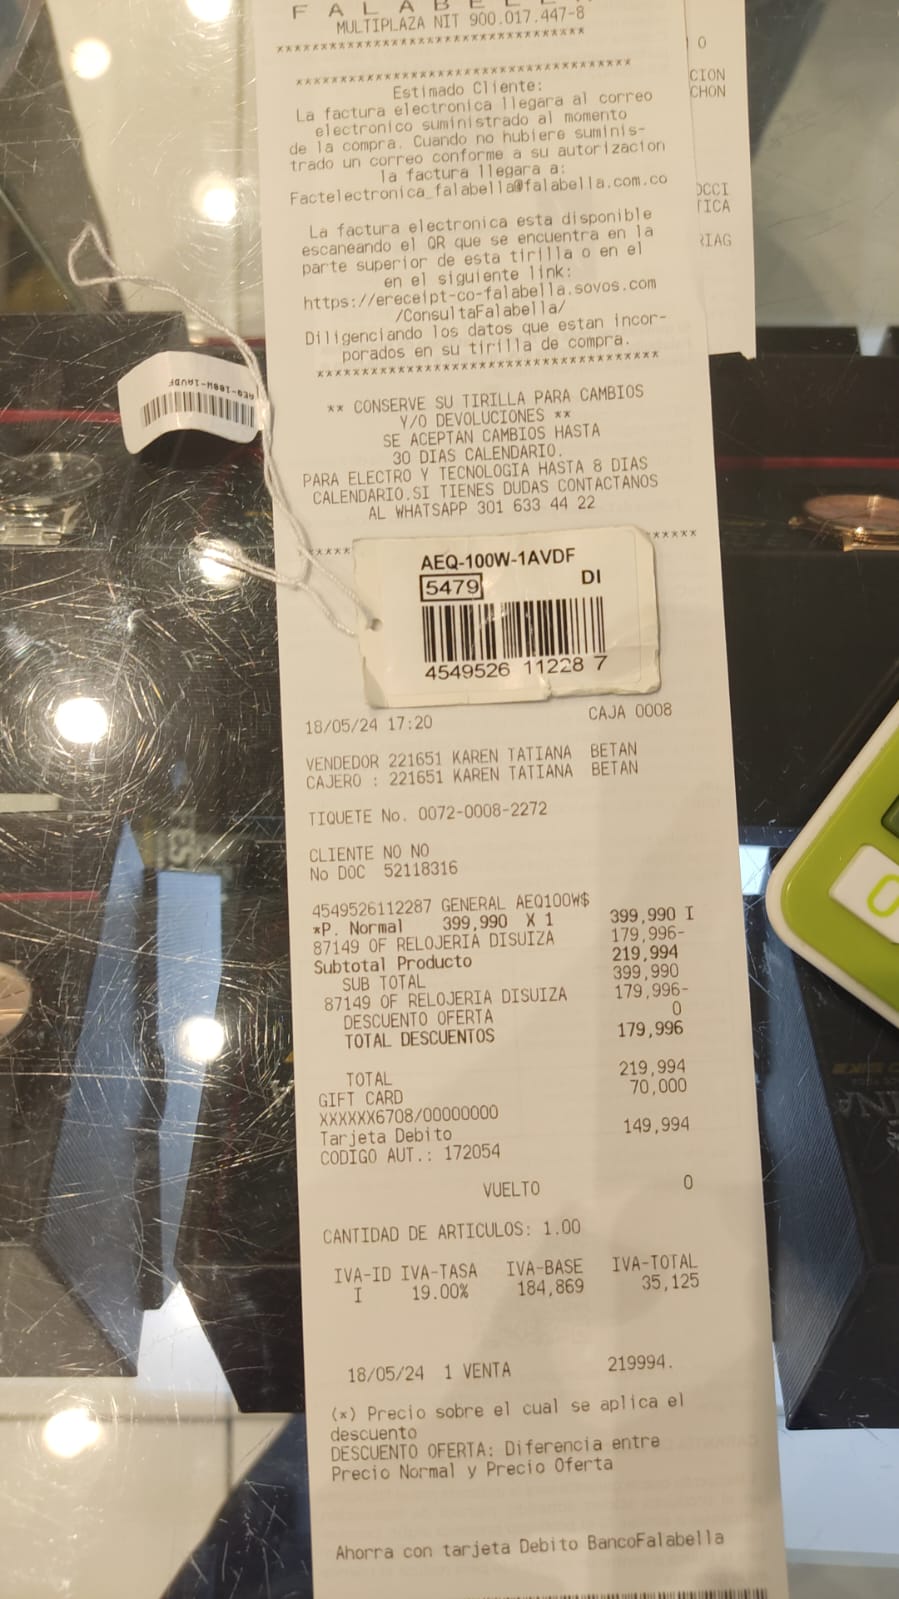 FALABELLA
MULTIPLAZA NIT 900.017.447-8
***********************************
***************************************
Estimado Cliente:
La factura electronica llegara al correo
electronico suministrado al momento
de la compra. Cuando no hubiere suminis-
trado un correo conforme a su autorizacion
la factura llegara a:
Factelectronica_falabella@falabella.com.co
La factura electronica esta disponible
escaneando el QR que se encuentra en la
parte superior de esta tirilla o en el
en el siguiente link:
https://ereceipt-co-falabella.sovos.com
/ConsultaFalabella/
Diligenciando los datos que estan incor-
porados en su tirilla de compra.
***************************************
** CONSERVE SU TIRILLA PARA CAMBIOS
Y/O DEVOLUCIONES **
SE ACEPTAN CAMBIOS HASTA
30 DIAS CALENDARIO.
PARA ELECTRO Y TECNOLOGIA HASTA 8 DIAS
CALENDARIO.SI TIENES DUDAS CONTACTANOS
AL WHATSAPP 301 633 44 22
AEQ-100W-1AVDF
5479 DI
4549526 11228 7
18/05/24 17:20 CAJA 0008
VENDEDOR 221651 KAREN TATIANA BETAN
CAJERO : 221651 KAREN TATIANA BETAN
TIQUETE No. 0072-0008-2272
CLIENTE NO NO
No DOC 52118316
4549526112287 GENERAL AEQ100W$
*P. Normal 399,990 X 1 399,990 I
87149 OF RELOJERIA DISUIZA 179,996-
Subtotal Producto 219,994
SUB TOTAL 399,990
87149 OF RELOJERIA DISUIZA 179,996-
DESCUENTO OFERTA 0
TOTAL DESCUENTOS 179,996
TOTAL 219,994
GIFT CARD 70,000
XXXXXX6708/00000000
Tarjeta Debito 149,994
CODIGO AUT.: 172054
VUELTO 0
CANTIDAD DE ARTICULOS: 1.00
IVA-ID IVA-TASA IVA-BASE IVA-TOTAL
I 19.00% 184,869 35,125
18/05/24 1 VENTA 219994.
(*) Precio sobre el cual se aplica el
descuento
DESCUENTO OFERTA: Diferencia entre
Precio Normal y Precio Oferta
Ahorra con tarjeta Debito BancoFalabella
AEQ-100W-1AVDF
O
CION
CHON
OCCI
TICA
RIAG
0